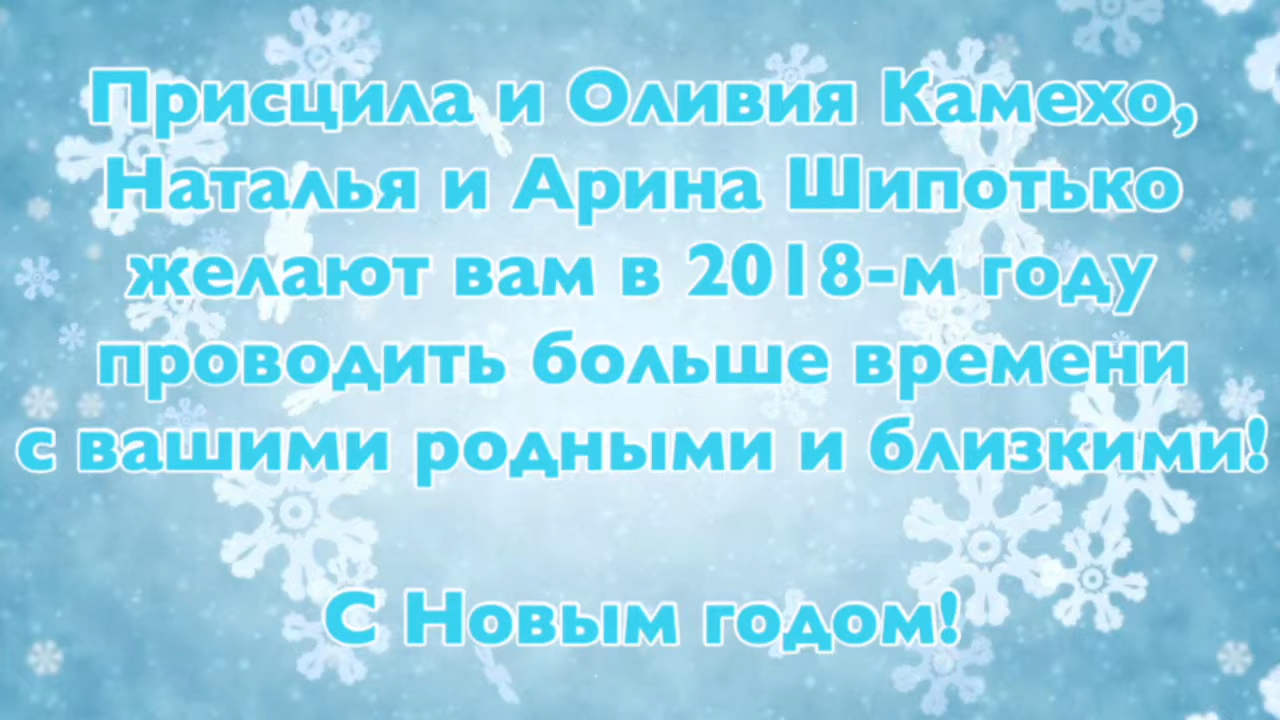 Присцила и Оливия Камехо,
Наталья и Арина Шипотько
желают вам в 2018-м году
проводить больше времени
с вашими родными и близкими!
С Новым годом!